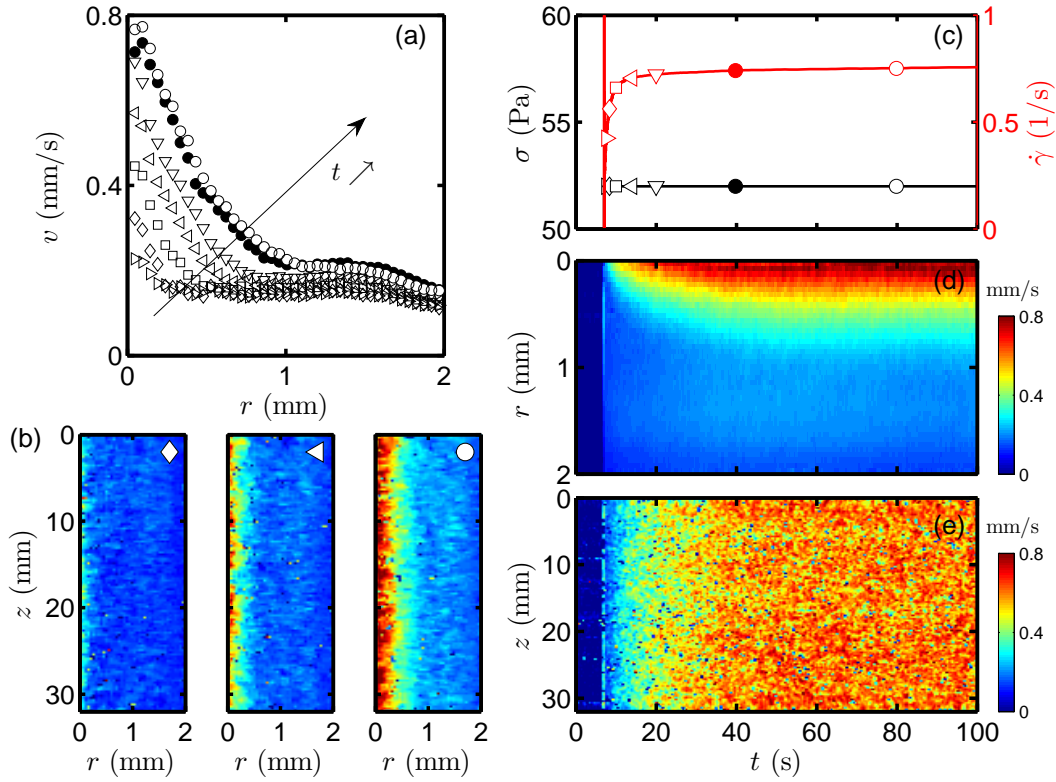 (a)
0.8
0.4
0
v (mm/s)
t ↗
0 1 2
r (mm)
(b)
0
10
20
30
z (mm)
0 1 2
r (mm)
0 1 2
r (mm)
0 1 2
r (mm)
(c)
60
55
50
σ (Pa)
1
0.5
0
γ̇ (1/s)
(d)
0
1
2
r (mm)
mm/s
0.8
0.4
0
(e)
0
10
20
30
z (mm)
0 20 40 60 80 100
t (s)
mm/s
0.8
0.4
0